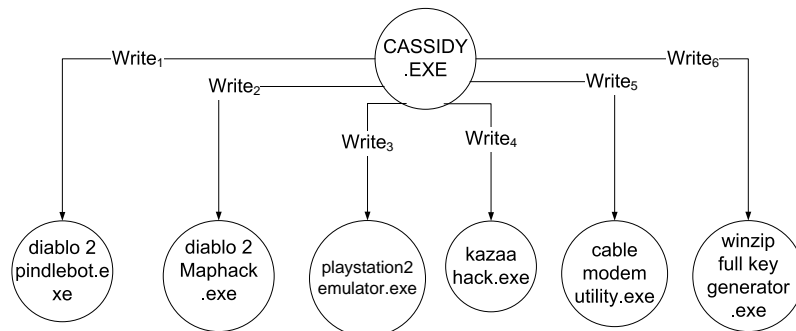 CASSIDY
.EXE
Write1
Write2
Write3
Write4
Write5
Write6
diablo 2
pindlebot.e
xe
diablo 2
Maphack
.exe
playstation2
emulator.exe
kazaa
hack.exe
cable
modem
utility.exe
winzip
full key
generator
.exe